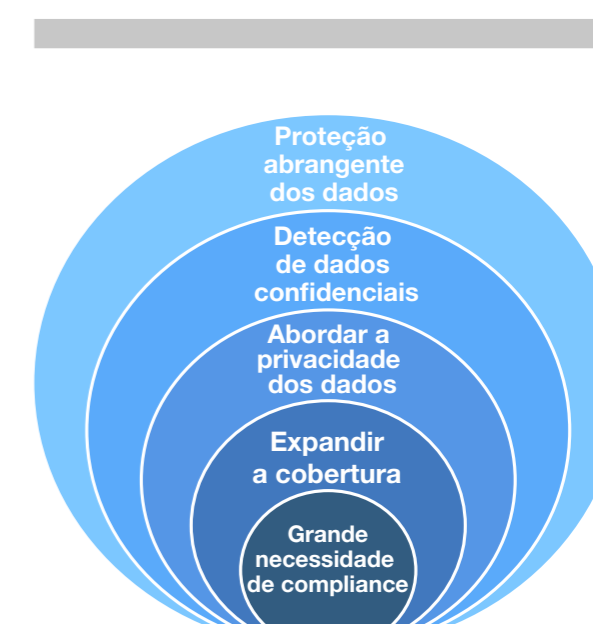 Proteção
abrangente
dos dados
Detecção
de dados
confidenciais
Abordar a
privacidade
dos dados
Expandir
a cobertura
Grande
necessidade
de compliance